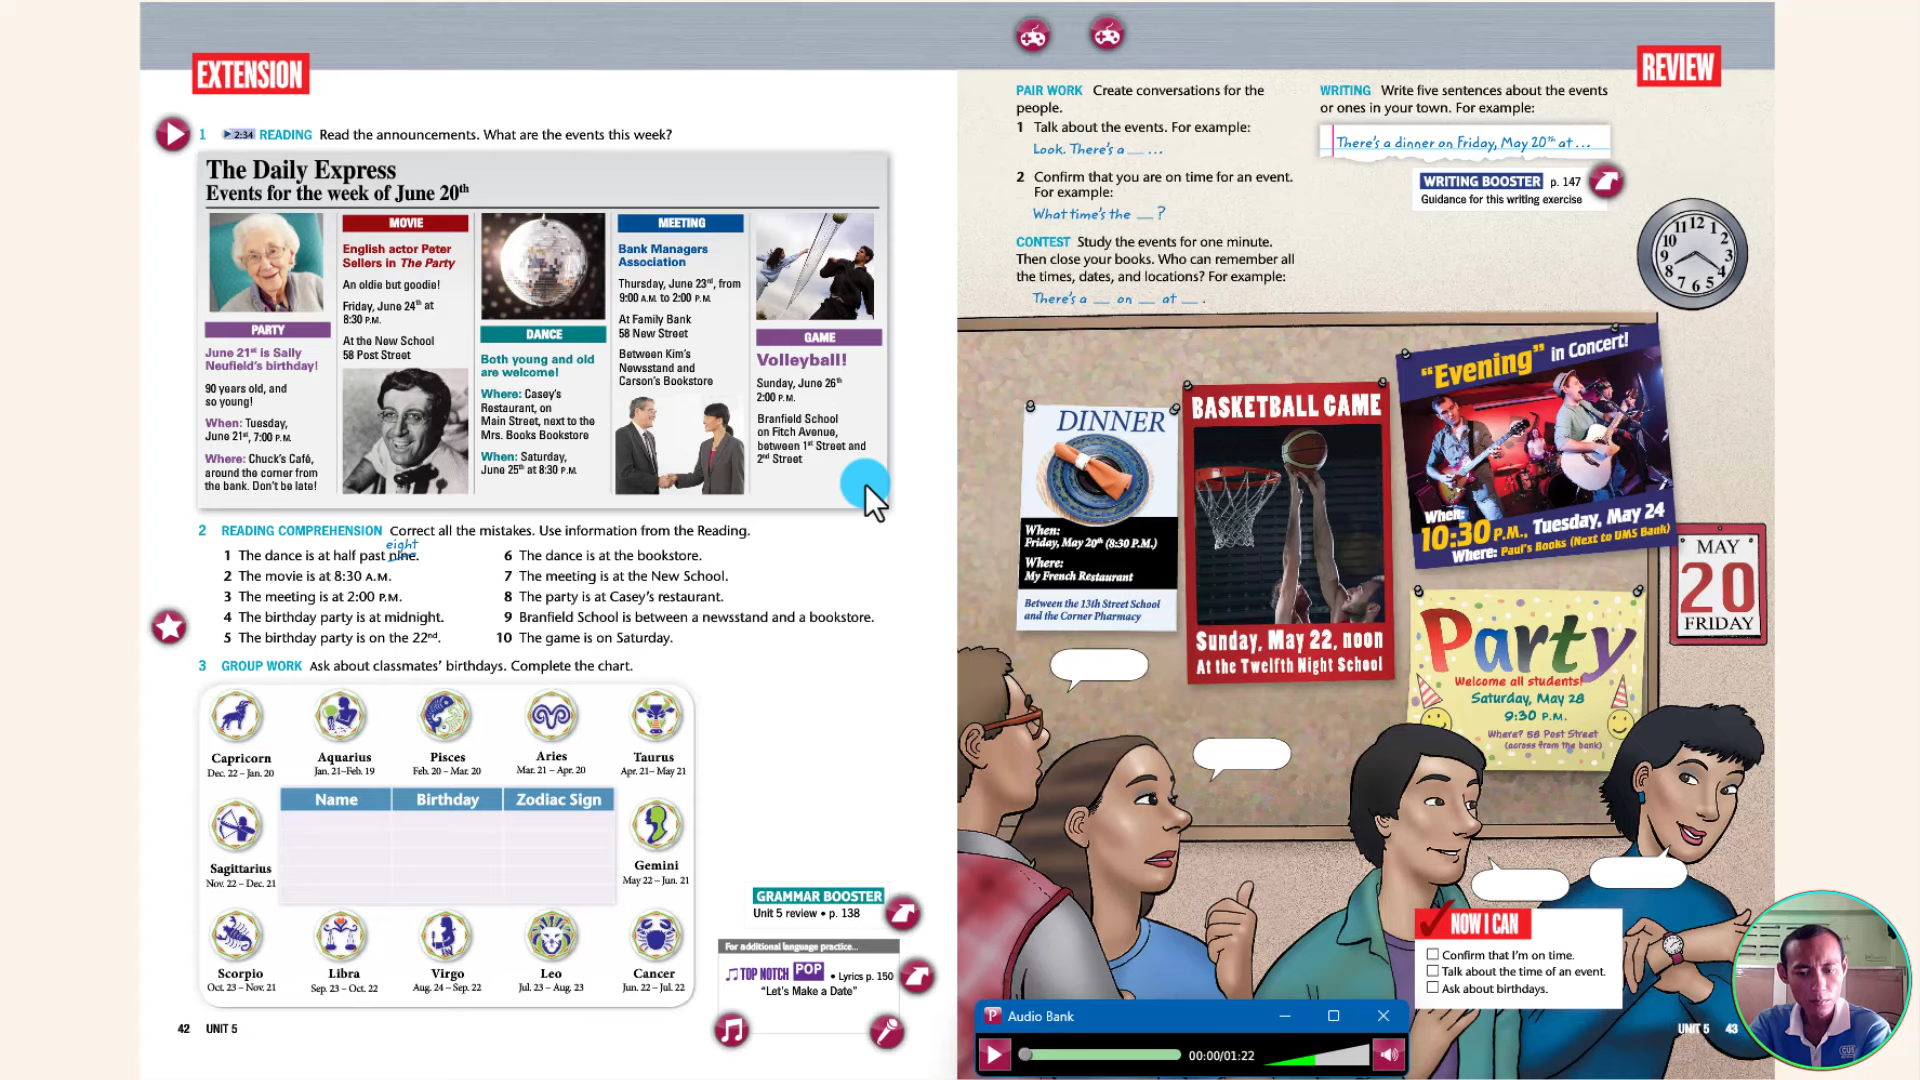 EXTENSION
1 2:34 READING Read the announcements. What are the events this week?
The Daily Express
Events for the week of June 20th
PARTY
June 21st is Sally
Neufield's birthday!
90 years old, and
so young!
When: Tuesday,
June 21st, 7:00 P.M.
Where: Chuck's Café,
around the corner from
the bank. Don't be late!
MOVIE
English actor Peter
Sellers in The Party
An oldie but goodie!
Friday, June 24th at
8:30 P.M.
At the New School
58 Post Street
DANCE
Both young and old
are welcome!
Where: Casey's
Restaurant, on
Main Street, next to the
Mrs. Books Bookstore
When: Saturday,
June 25th at 8:30 P.M.
MEETING
Bank Managers
Association
Thursday, June 23rd, from
9:00 A.M. to 2:00 P.M.
At Family Bank
58 New Street
Between Kim's
Newsstand and
Carson's Bookstore
GAME
Volleyball!
Sunday, June 26th
2:00 P.M.
Branfield School
on Fitch Avenue,
between 1st Street and
2nd Street
2 READING COMPREHENSION Correct all the mistakes. Use information from the Reading.
eight
1 The dance is at half past nine.
2 The movie is at 8:30 A.M.
3 The meeting is at 2:00 P.M.
4 The birthday party is at midnight.
5 The birthday party is on the 22nd.
6 The dance is at the bookstore.
7 The meeting is at the New School.
8 The party is at Casey's restaurant.
9 Branfield School is between a newsstand and a bookstore.
10 The game is on Saturday.
3 GROUP WORK Ask about classmates' birthdays. Complete the chart.
Capricorn
Dec. 22 – Jan. 20
Aquarius
Jan. 21–Feb. 19
Pisces
Feb. 20 – Mar. 20
Aries
Mar. 21 – Apr. 20
Taurus
Apr. 21– May 21
Name Birthday Zodiac Sign
Sagittarius
Nov. 22 – Dec. 21
Gemini
May 22 – Jun. 21
Scorpio
Oct. 23 – Nov. 21
Libra
Sep. 23 – Oct. 22
Virgo
Aug. 24 – Sep. 22
Leo
Jul. 23 – Aug. 23
Cancer
Jun. 22 – Jul. 22
GRAMMAR BOOSTER
Unit 5 review • p. 138
For additional language practice...
TOP NOTCH POP • Lyrics p. 150
"Let's Make a Date"
42 UNIT 5
REVIEW
PAIR WORK Create conversations for the
people.
1 Talk about the events. For example:
Look. There's a __ ...
2 Confirm that you are on time for an event.
For example:
What time's the __ ?
CONTEST Study the events for one minute.
Then close your books. Who can remember all
the times, dates, and locations? For example:
There's a __ on __ at __ .
WRITING Write five sentences about the events
or ones in your town. For example:
There's a dinner on Friday, May 20th at ...
WRITING BOOSTER p. 147
Guidance for this writing exercise
12 1 2 3 4 5 6 7 8 9 10 11
DINNER
When:
Friday, May 20th (8:30 P.M.)
Where:
My French Restaurant
Between the 13th Street School
and the Corner Pharmacy
BASKETBALL GAME
Sunday, May 22, noon
At the Twelfth Night School
"Evening" in Concert!
When:
10:30 P.M., Tuesday, May 24
Where: Paul's Books (Next to UMS Bank)
MAY
20
FRIDAY
Party
Welcome all students!
Saturday, May 28
9:30 P.M.
Where? 58 Post Street
(across from the bank)
NOW I CAN
Confirm that I'm on time.
Talk about the time of an event.
Ask about birthdays.
UNIT 5 43
Audio Bank
00:00/01:22